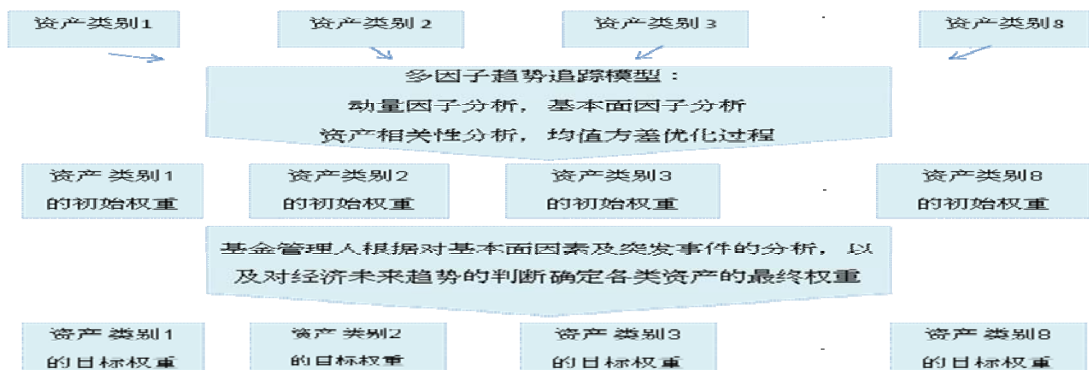 资产类别1 资产类别 2 资产类别 3 . 资产类别8
多因子趋势追踪模型：
动量因子分析，基本面因子分析
资产相关性分析，均值方差优化过程
资产 类别1 资产类别2 资产类别3 . 资产类别8
的初始权重 的初始权重 的初始权重 的初始权重
基金管理人根据对基本面因素及突发事件的分析，以
及对经济未来趋势的判断确定各类资产的最终权重
资产 类别1 资产 类别2 资产类别3 . 资产类别8
的目标权重 的目标权重 的目标权重 的目标权重